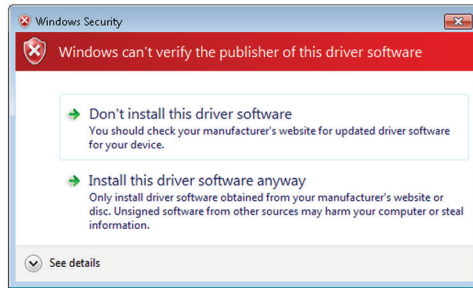 Windows Security
Windows can't verify the publisher of this driver software
Don't install this driver software
You should check your manufacturer's website for updated driver software
for your device.
Install this driver software anyway
Only install driver software obtained from your manufacturer's website or
disc. Unsigned software from other sources may harm your computer or steal
information.
See details